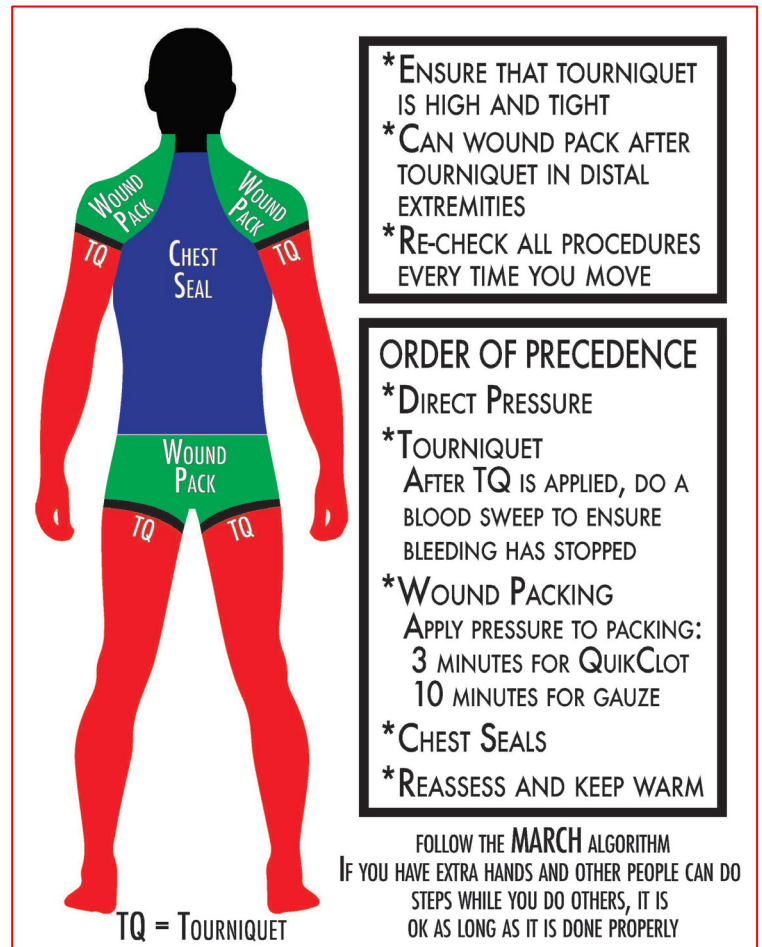 WOUND
PACK
WOUND
PACK
TQ
TQ
CHEST
SEAL
WOUND
PACK
TQ
TQ
TQ = TOURNIQUET
*ENSURE THAT TOURNIQUET
IS HIGH AND TIGHT
*CAN WOUND PACK AFTER
TOURNIQUET IN DISTAL
EXTREMITIES
*RE-CHECK ALL PROCEDURES
EVERY TIME YOU MOVE
ORDER OF PRECEDENCE
*DIRECT PRESSURE
*TOURNIQUET
AFTER TQ IS APPLIED, DO A
BLOOD SWEEP TO ENSURE
BLEEDING HAS STOPPED
*WOUND PACKING
APPLY PRESSURE TO PACKING:
3 MINUTES FOR QUIKCLOT
10 MINUTES FOR GAUZE
*CHEST SEALS
*REASSESS AND KEEP WARM
FOLLOW THE MARCH ALGORITHM
IF YOU HAVE EXTRA HANDS AND OTHER PEOPLE CAN DO
STEPS WHILE YOU DO OTHERS, IT IS
OK AS LONG AS IT IS DONE PROPERLY